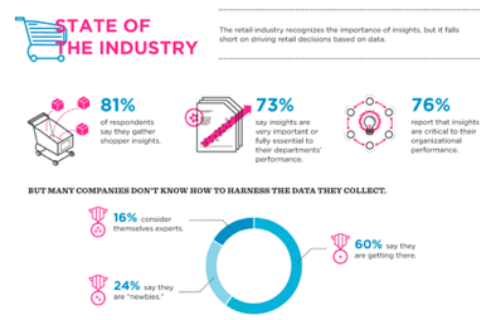 STATE OF
THE INDUSTRY
The retail industry recognizes the importance of insights, but it falls
short on driving retail decisions based on data.
81%
of respondents
say they gather
shopper insights.
73%
say insights are
very important or
fully essential to
their departments'
performance.
76%
report that insights
are critical to their
organizational
performance.
BUT MANY COMPANIES DON'T KNOW HOW TO HARNESS THE DATA THEY COLLECT.
16% consider
themselves experts.
60% say they
are getting there.
24% say they
are "newbies."